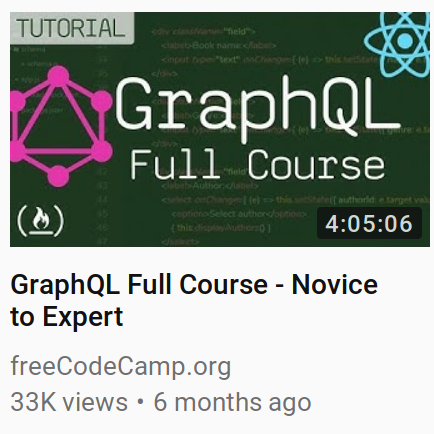 TUTORIAL
GraphQL
Full Course
4:05:06
GraphQL Full Course - Novice
to Expert
freeCodeCamp.org
33K views • 6 months ago